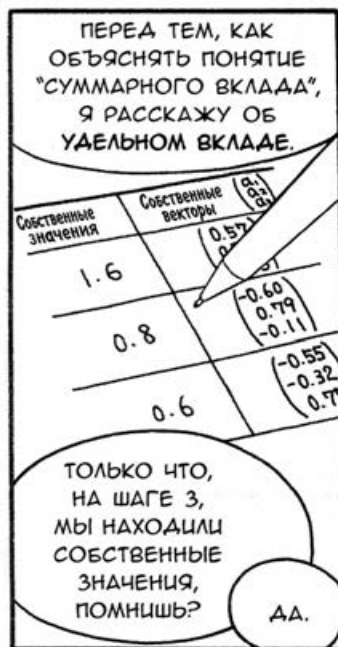 ПЕРЕД ТЕМ, КАК
ОБЪЯСНЯТЬ ПОНЯТИЕ
"СУММАРНОГО ВКЛАДА",
Я РАССКАЖУ ОБ
УДЕЛЬНОМ ВКЛАДЕ.
Собственные
значения
Собственные
векторы
1.6
(0.57
0.8
(-0.60
0.79
-0.11)
0.6
(-0.55
-0.32
ТОЛЬКО ЧТО,
НА ШАГЕ 3,
МЫ НАХОДИЛИ
СОБСТВЕННЫЕ
ЗНАЧЕНИЯ,
ПОМНИШЬ?
ДА.